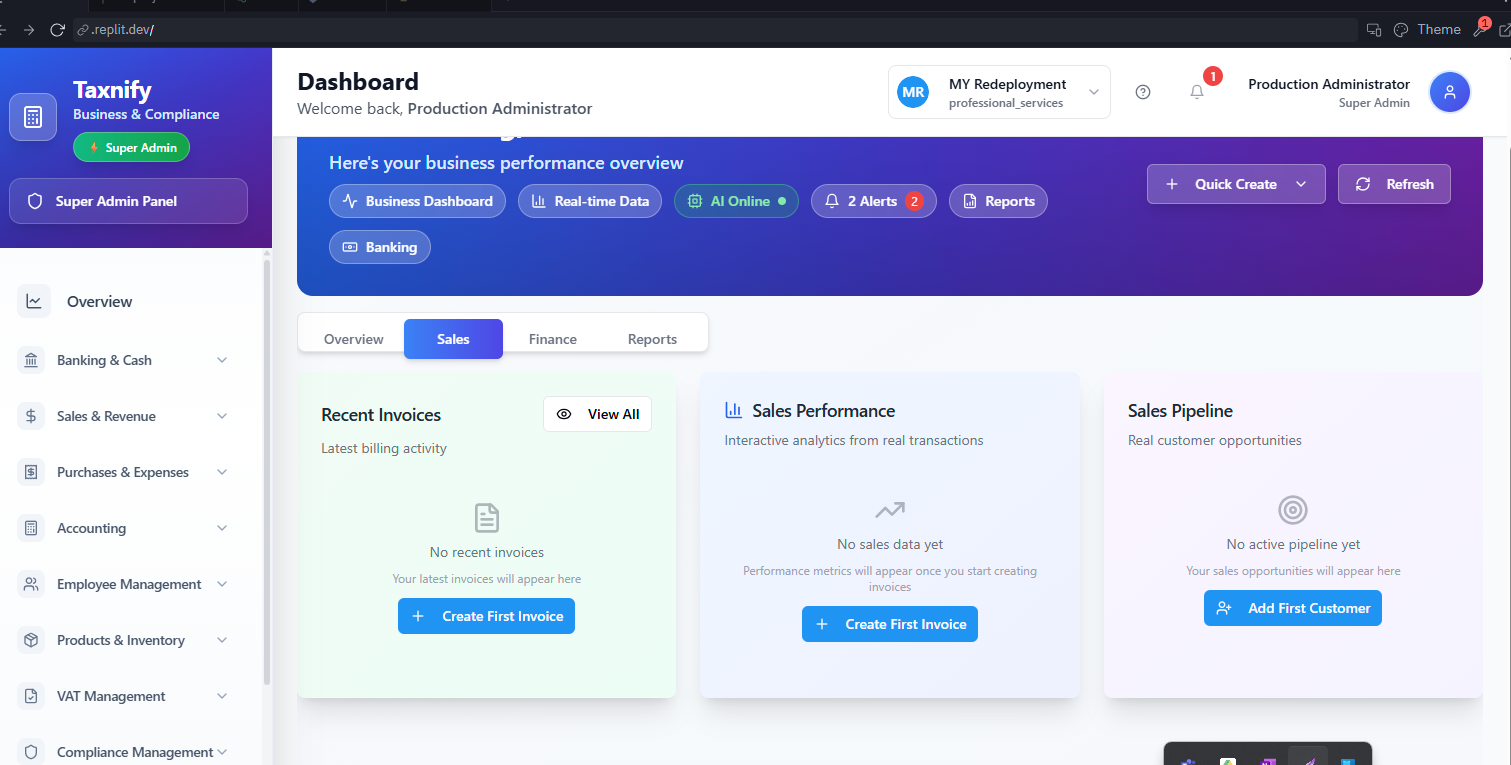 .replit.dev/
Theme
1
Taxnify
Business & Compliance
Super Admin
Super Admin Panel
Dashboard
Welcome back, Production Administrator
MR
MY Redeployment
professional_services
1
Production Administrator
Super Admin
Here's your business performance overview
Business Dashboard
Real-time Data
AI Online
2 Alerts 2
Reports
Banking
Quick Create
Refresh
Overview
Banking & Cash
Sales & Revenue
Purchases & Expenses
Accounting
Employee Management
Products & Inventory
VAT Management
Compliance Management
Overview
Sales
Finance
Reports
Recent Invoices
View All
Latest billing activity
No recent invoices
Your latest invoices will appear here
Create First Invoice
Sales Performance
Interactive analytics from real transactions
No sales data yet
Performance metrics will appear once you start creating
invoices
Create First Invoice
Sales Pipeline
Real customer opportunities
No active pipeline yet
Your sales opportunities will appear here
Add First Customer